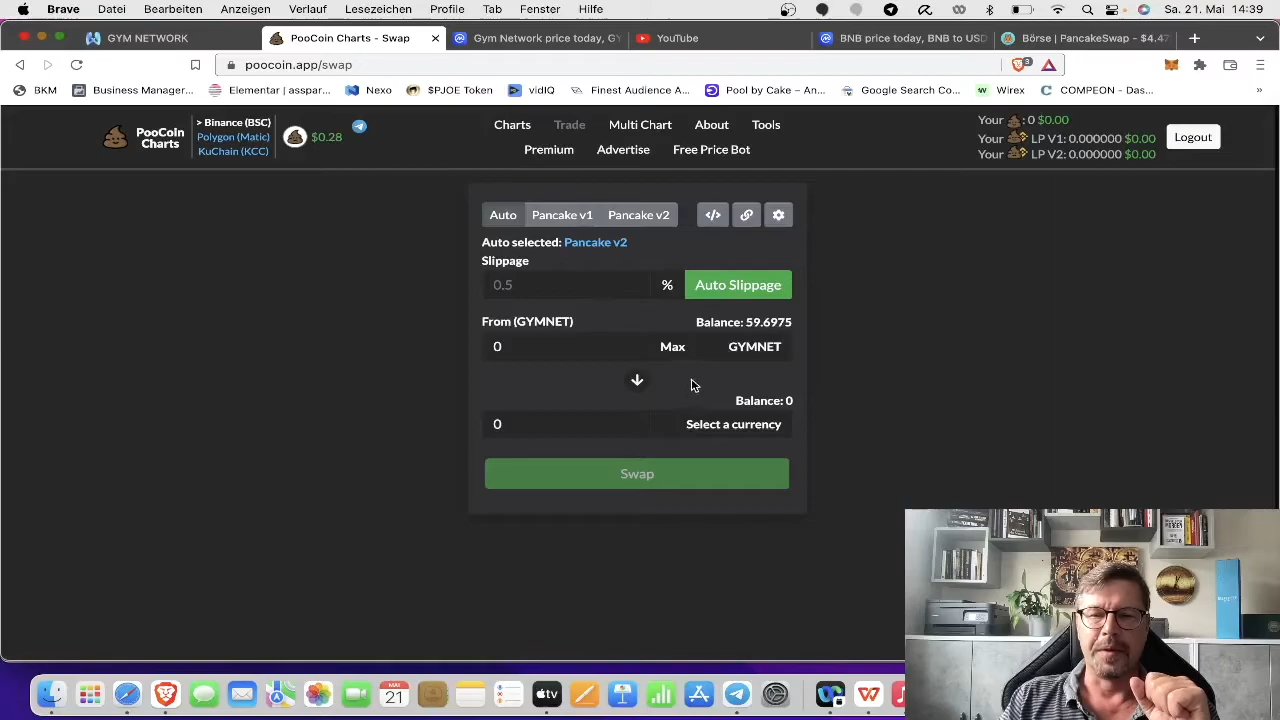 Brave Datei Bearbeiten Anzeigen Verlauf Lesezeichen Profile Tab Fenster Hilfe Sa. 21. Mai 14:39
GYM NETWORK PooCoin Charts - Swap Gym Network price today, GY YouTube BNB price today, BNB to USD Börse | PancakeSwap - $4.47
poocoin.app/swap 3
BKM Business Manager... Elementar | asspar... Nexo $PJOE Token vidIQ Finest Audience A... Pool by Cake – An... Google Search Co... Wirex COMPEON - Das...
PooCoin
Charts
> Binance (BSC)
Polygon (Matic)
KuChain (KCC)
$0.28
Charts Trade Multi Chart About Tools
Premium Advertise Free Price Bot
Your : 0 $0.00
Your LP V1: 0.000000 $0.00
Your LP V2: 0.000000 $0.00
Logout
Auto Pancake v1 Pancake v2
Auto selected: Pancake v2
Slippage
0.5 % Auto Slippage
From (GYMNET) Balance: 59.6975
0 Max GYMNET
Balance: 0
0 Select a currency
Swap
MAI
21
tv